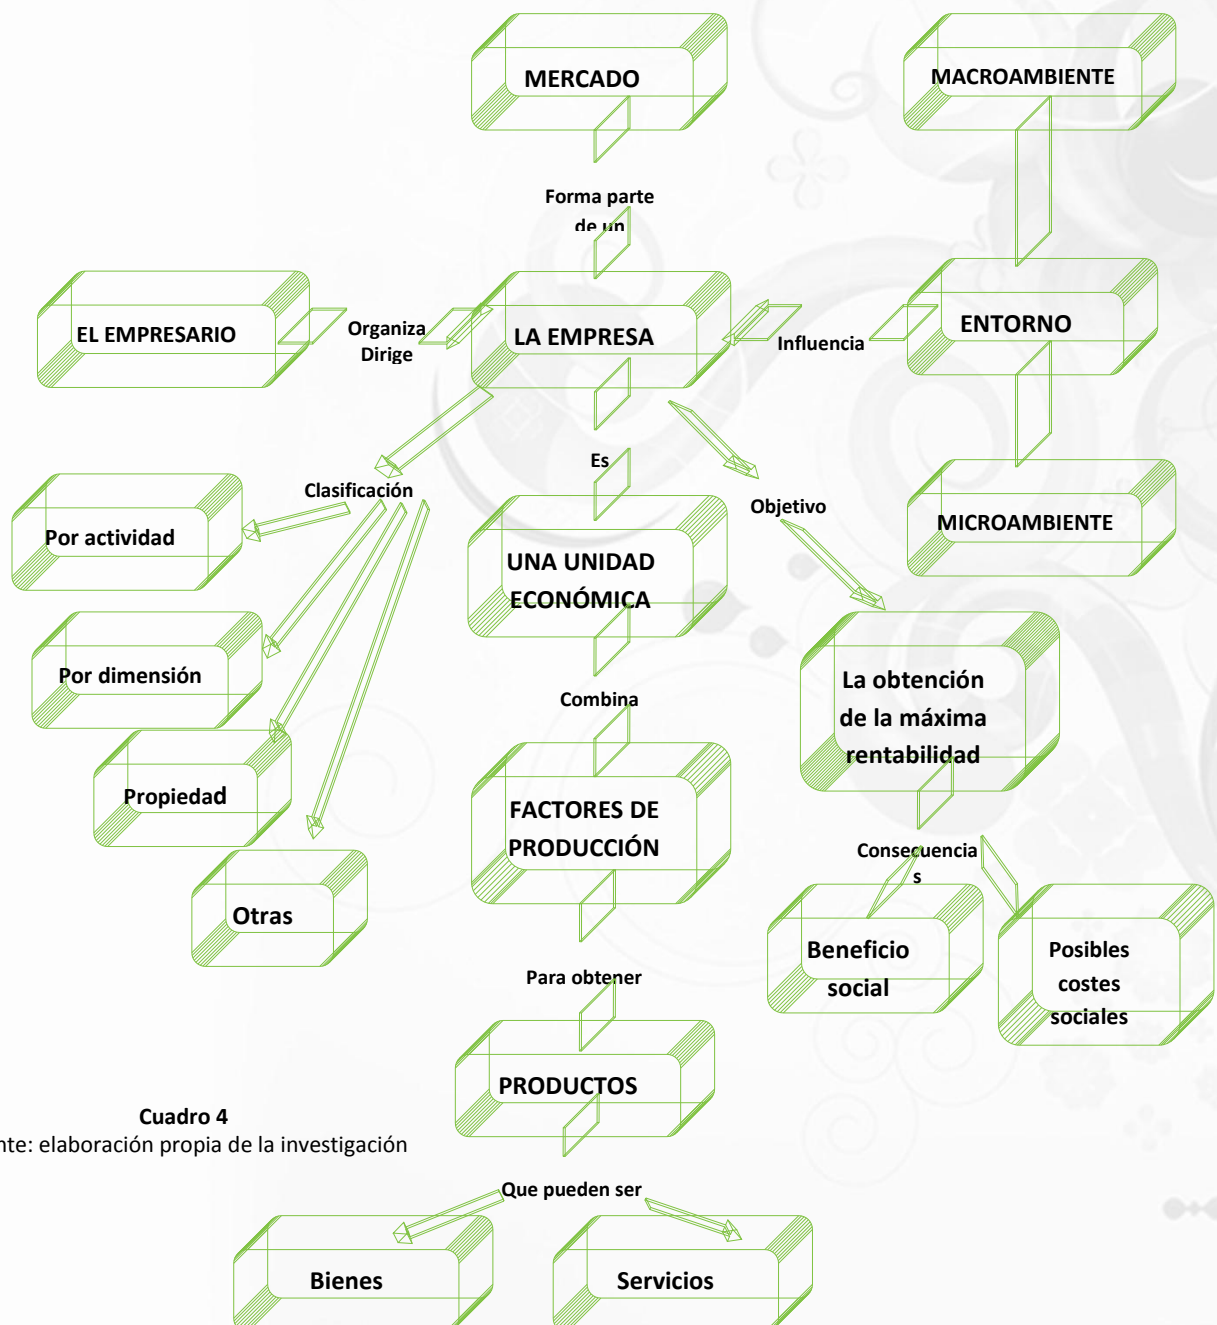 MERCADO
MACROAMBIENTE
Forma parte
de un
EL EMPRESARIO
Organiza
Dirige
LA EMPRESA
Influencia
ENTORNO
Es
Clasificación
Objetivo
Por actividad
UNA UNIDAD
ECONÓMICA
MICROAMBIENTE
Por dimensión
Combina
La obtención
de la máxima
rentabilidad
Propiedad
FACTORES DE
PRODUCCIÓN
Consecuencia
s
Otras
Beneficio
social
Posibles
costes
sociales
Para obtener
PRODUCTOS
Cuadro 4
nte: elaboración propia de la investigación
Que pueden ser
Bienes
Servicios